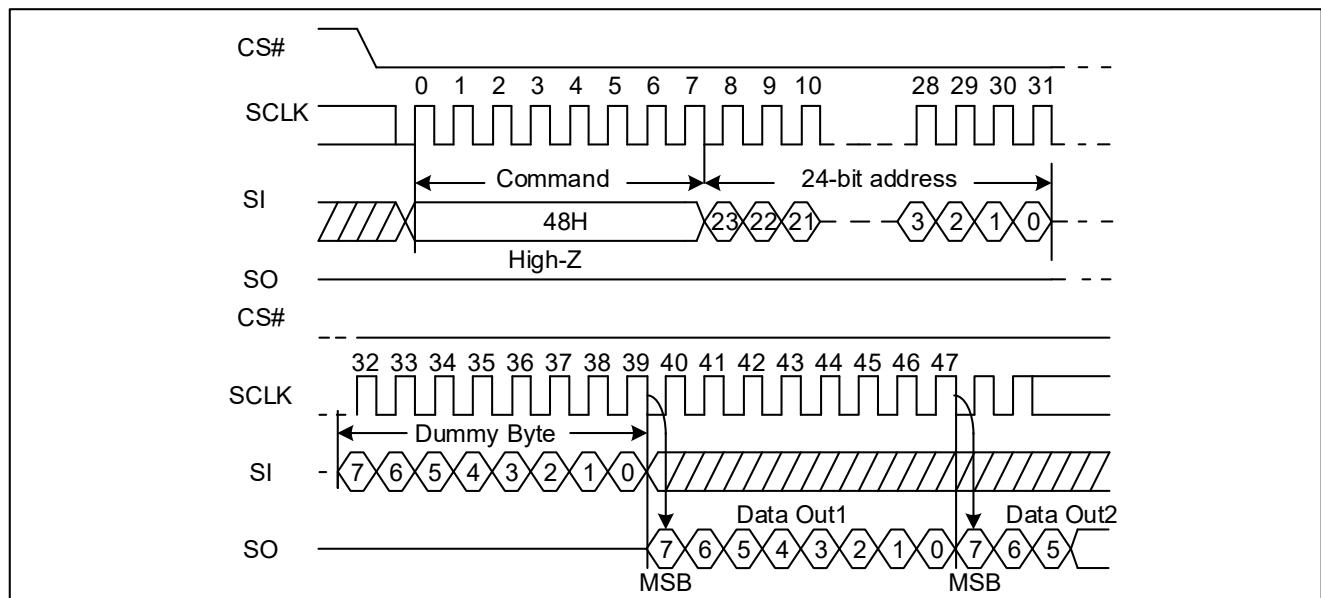 CS#
0 1 2 3 4 5 6 7 8 9 10 28 29 30 31
SCLK
Command 24-bit address
SI
48H 23 22 21 3 2 1 0
High-Z
SO
CS#
32 33 34 35 36 37 38 39 40 41 42 43 44 45 46 47
SCLK
Dummy Byte
SI 7 6 5 4 3 2 1 0
Data Out1 Data Out2
SO 7 6 5 4 3 2 1 0 7 6 5
MSB MSB